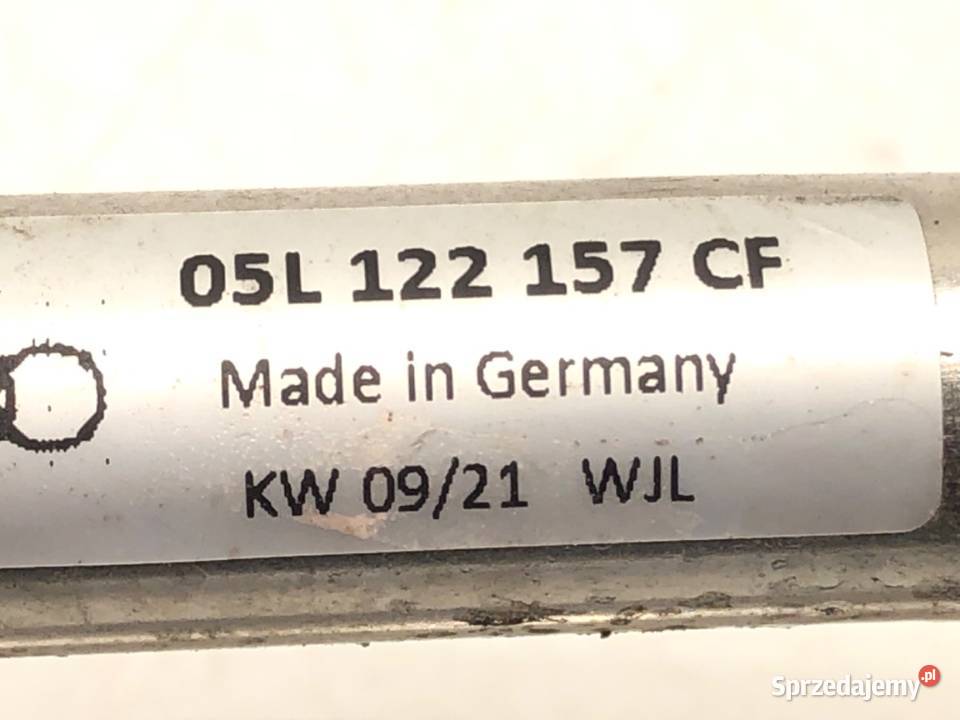 05L 122 157 CF
Made in Germany
KW 09/21 WJL
Sprzedajemy.pl